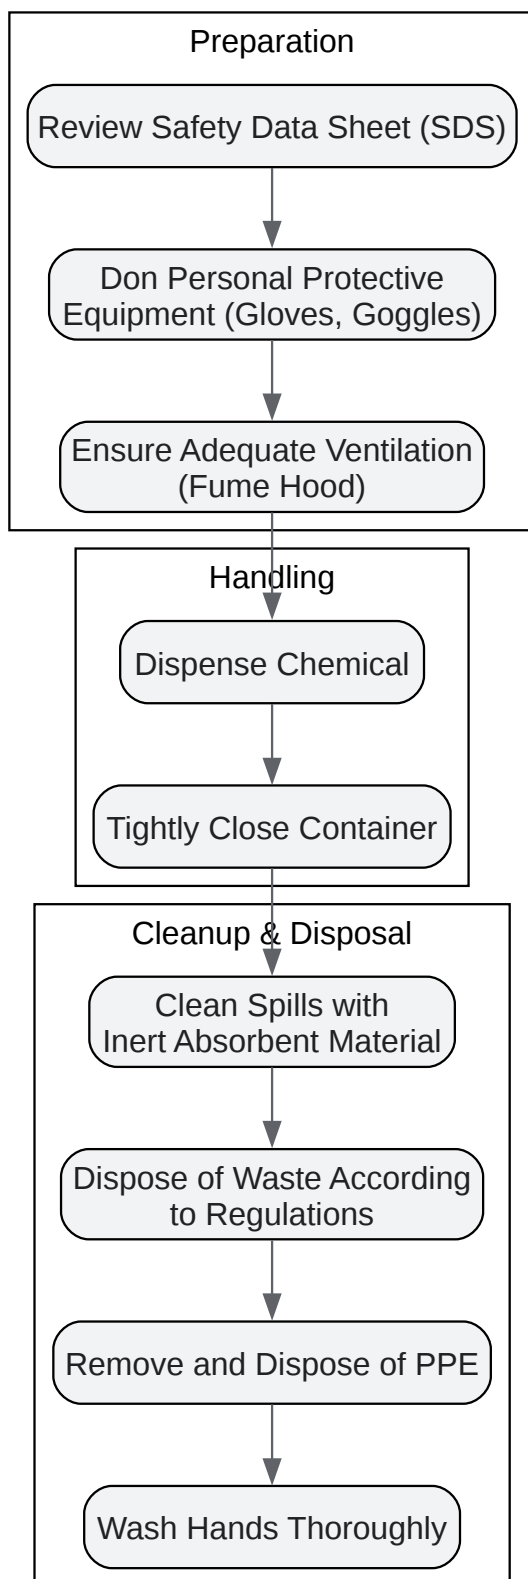 Preparation
Review Safety Data Sheet (SDS)
Don Personal Protective
Equipment (Gloves, Goggles)
Ensure Adequate Ventilation
(Fume Hood)
Handling
Dispense Chemical
Tightly Close Container
Cleanup & Disposal
Clean Spills with
Inert Absorbent Material
Dispose of Waste According
to Regulations
Remove and Dispose of PPE
Wash Hands Thoroughly